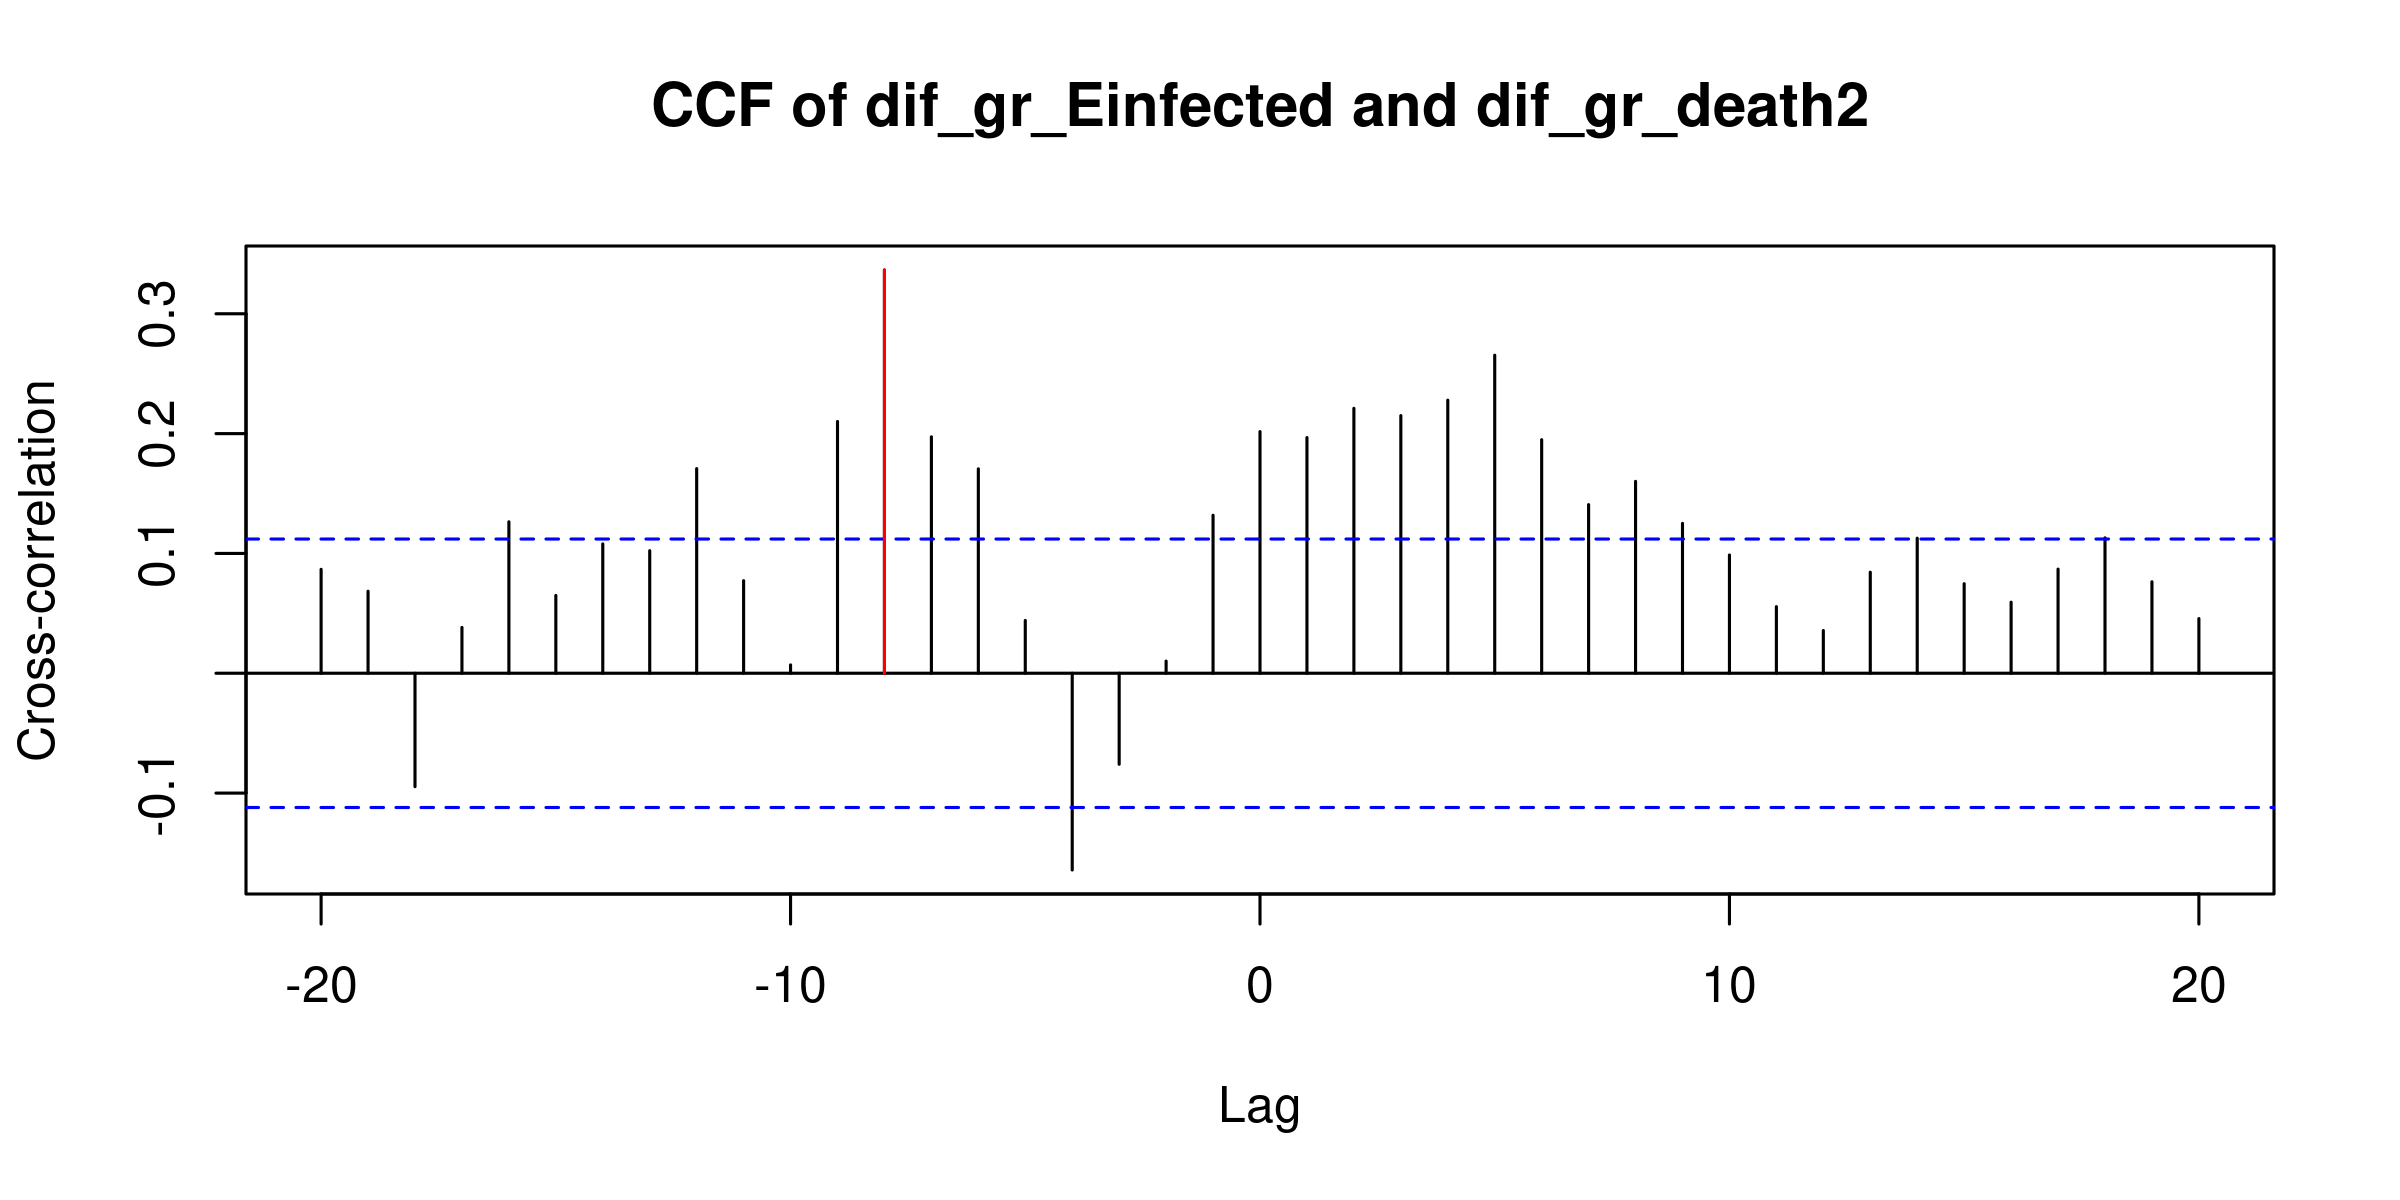 CCF of dif_gr_Einfected and dif_gr_death2
Cross-correlation
0.3
0.2
0.1
-0.1
-20 -10 0 10 20
Lag